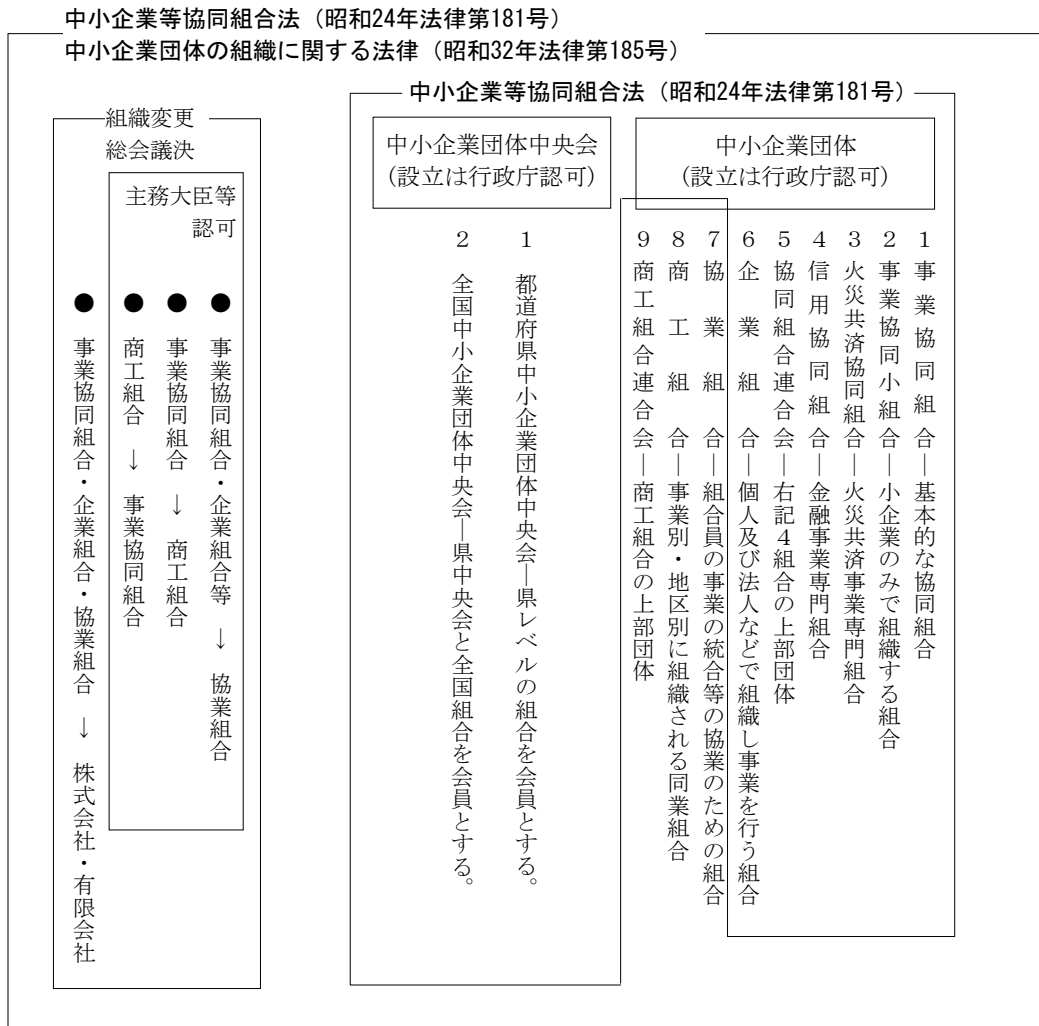 中小企業等協同組合法（昭和24年法律第181号）
中小企業団体の組織に関する法律（昭和32年法律第185号）
中小企業等協同組合法（昭和24年法律第181号）
中小企業団体
(設立は行政庁認可)
1 事業協同組合―基本的な協同組合
2 事業協同小組合―小企業のみで組織する組合
3 火災共済協同組合―火災共済事業専門組合
4 信用協同組合―金融事業専門組合
5 協同組合連合会―右記4組合の上部団体
6 企業組合―個人及び法人などで組織し事業を行う組合
7 協業組合―組合員の事業の統合等の協業のための組合
8 商工組合―事業別・地区別に組織される同業組合
9 商工組合連合会―商工組合の上部団体
中小企業団体中央会
(設立は行政庁認可)
1 都道府県中小企業団体中央会―県レベルの組合を会員とする。
2 全国中小企業団体中央会―県中央会と全国組合を会員とする。
組織変更
総会議決
主務大臣等
認可
● 事業協同組合・企業組合等 → 協業組合
● 事業協同組合 → 商工組合
● 商工組合 → 事業協同組合
● 事業協同組合・企業組合・協業組合 → 株式会社・有限会社